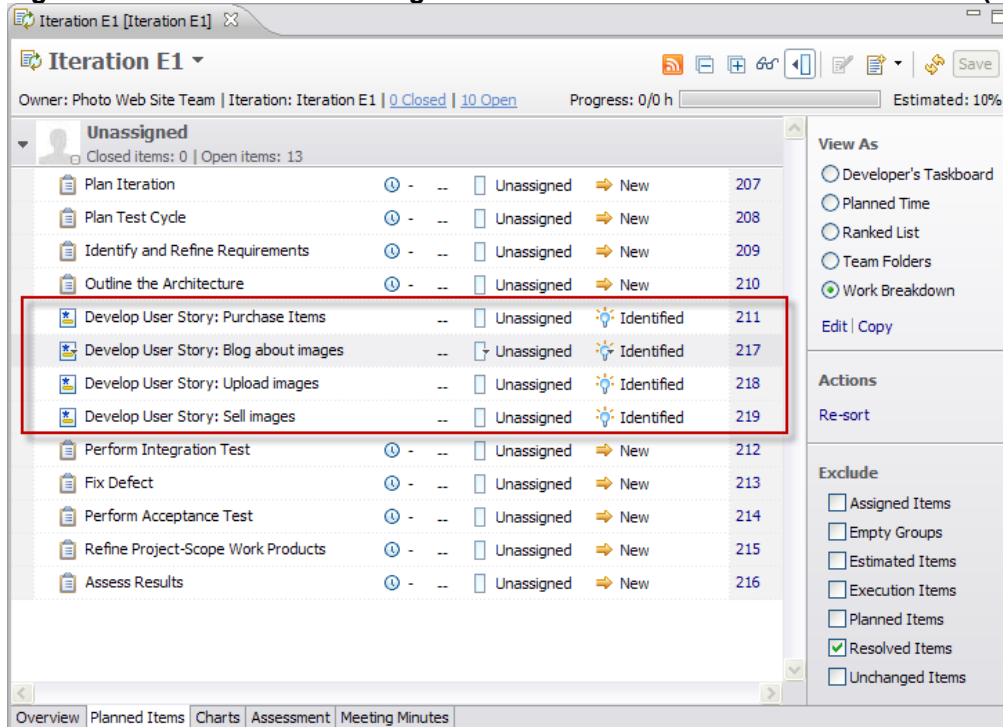 Iteration E1 [Iteration E1]
Iteration E1
Save
Owner: Photo Web Site Team | Iteration: Iteration E1 | 0 Closed | 10 Open Progress: 0/0 h Estimated: 10%
Unassigned
Closed items: 0 | Open items: 13
Plan Iteration - -- Unassigned New 207
Plan Test Cycle - -- Unassigned New 208
Identify and Refine Requirements - -- Unassigned New 209
Outline the Architecture - -- Unassigned New 210
Develop User Story: Purchase Items -- Unassigned Identified 211
Develop User Story: Blog about images -- Unassigned Identified 217
Develop User Story: Upload images -- Unassigned Identified 218
Develop User Story: Sell images -- Unassigned Identified 219
Perform Integration Test - -- Unassigned New 212
Fix Defect - -- Unassigned New 213
Perform Acceptance Test - -- Unassigned New 214
Refine Project-Scope Work Products - -- Unassigned New 215
Assess Results - -- Unassigned New 216
View As
Developer's Taskboard
Planned Time
Ranked List
Team Folders
Work Breakdown
Edit | Copy
Actions
Re-sort
Exclude
Assigned Items
Empty Groups
Estimated Items
Execution Items
Planned Items
Resolved Items
Unchanged Items
Overview Planned Items Charts Assessment Meeting Minutes